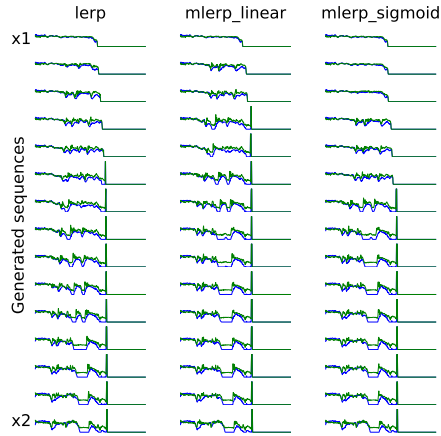 lerp
mlerp_linear
mlerp_sigmoid
x1
Generated sequences
x2